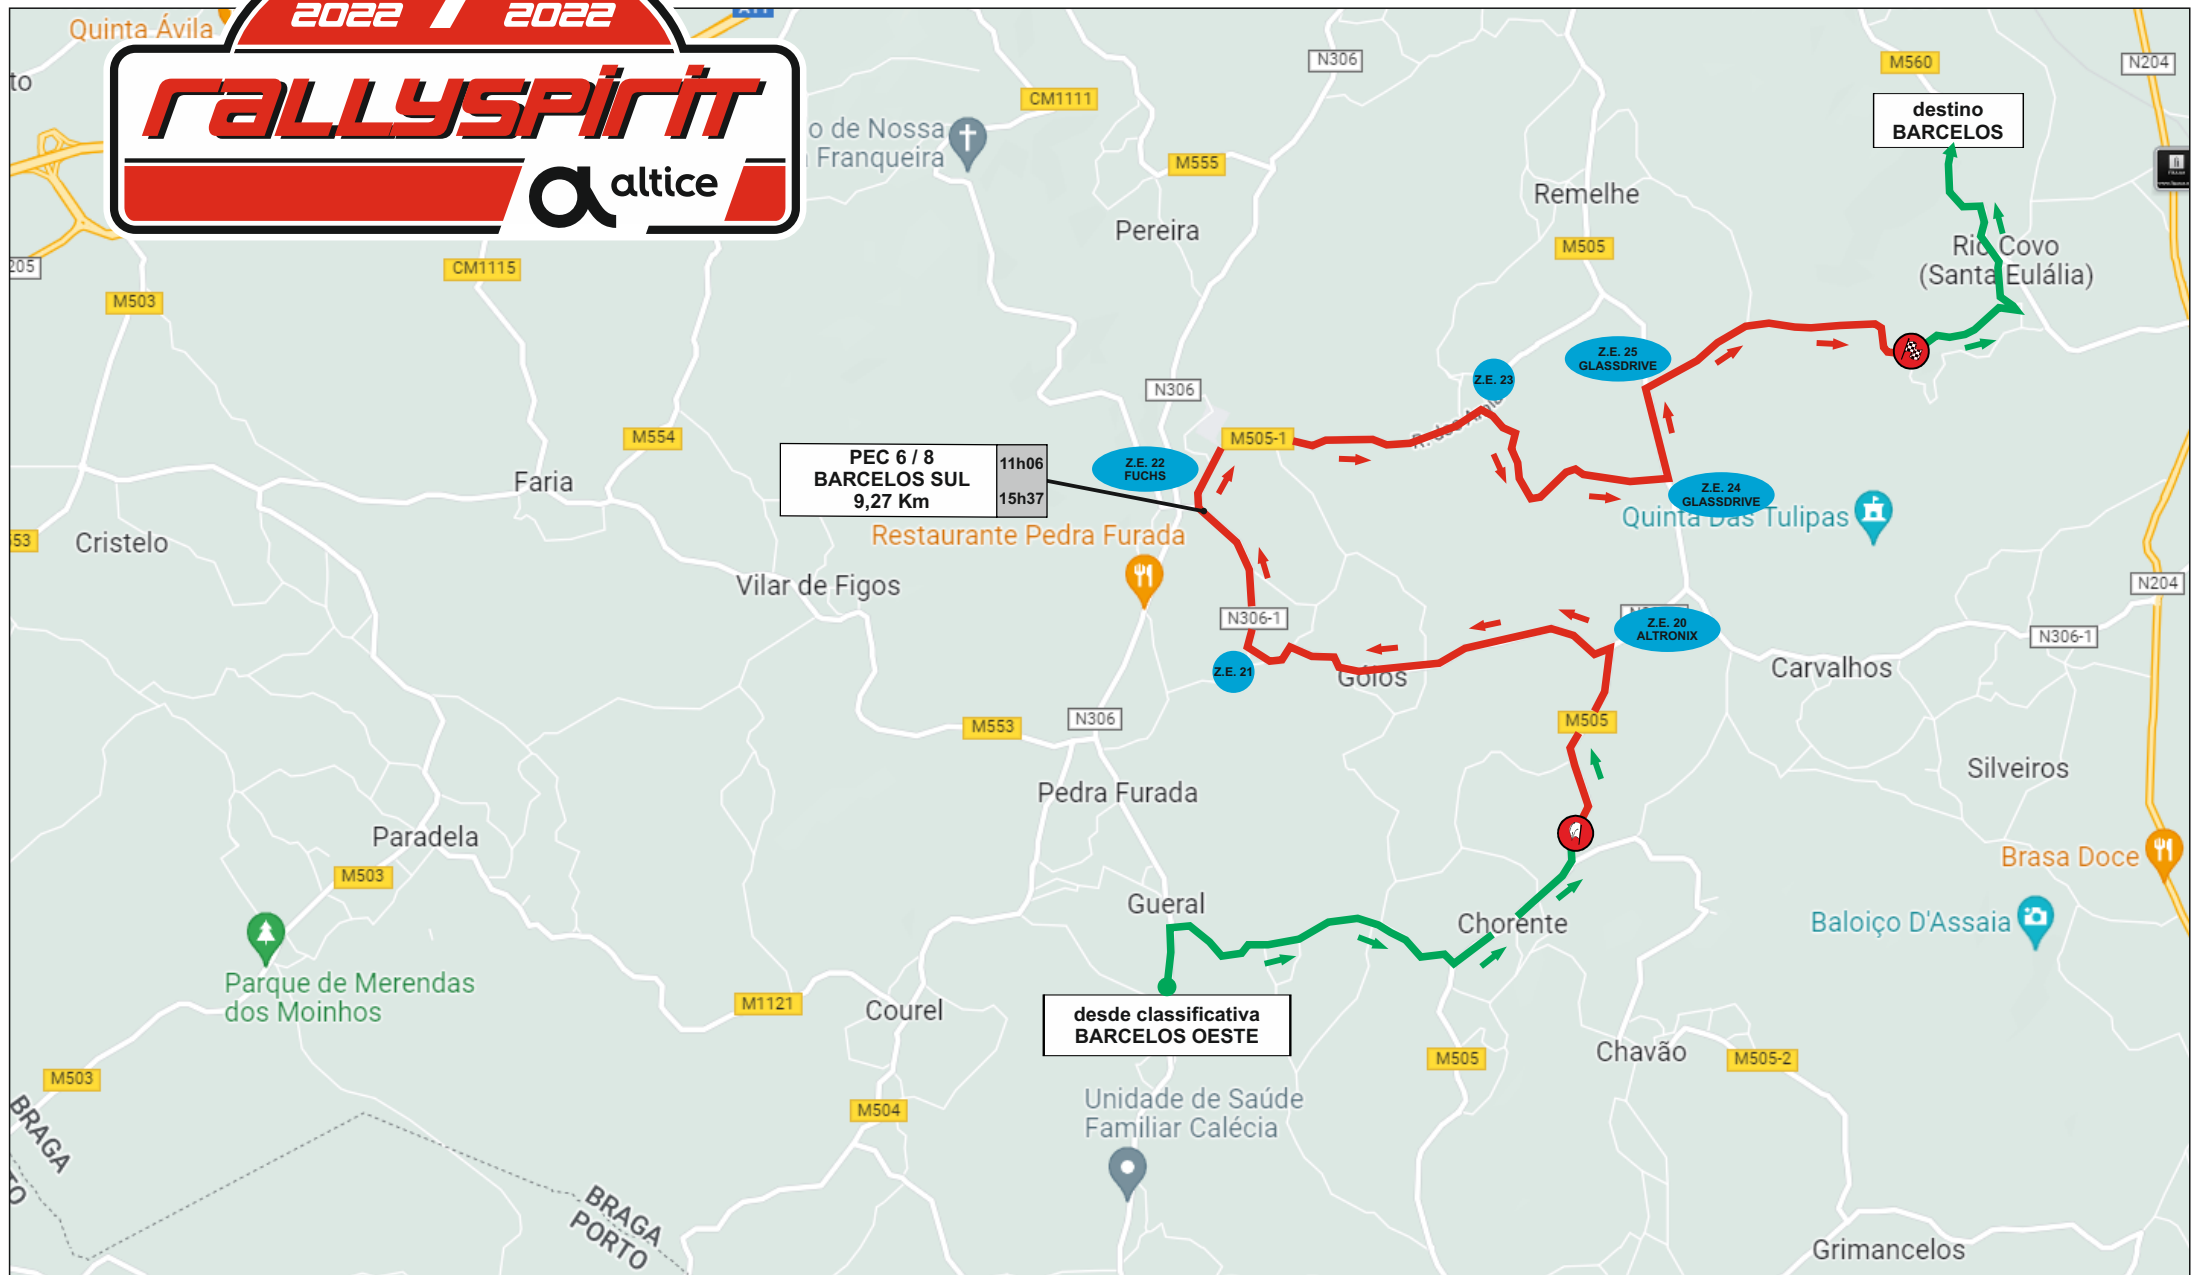 2022 2022
Quinta Ávila
to
rallyspirit
altice
CM1111
N306
M560
N204
destino
BARCELOS
o de Nossa
Franqueira
M555
Remelhe
Pereira
M505
Rio Covo
(Santa Eulália)
205
CM1115
M503
Z.E. 25
GLASSDRIVE
Z.E. 23
N306
M554
M505-1
PEC 6 / 8
BARCELOS SUL
9,27 Km
11h06
15h37
Z.E. 22
FUCHS
Faria
Z.E. 24
GLASSDRIVE
Quinta Das Tulipas
Restaurante Pedra Furada
53
Cristelo
Vilar de Figos
N204
N306-1
Z.E. 20
ALTRONIX
N306-1
Z.E. 21
Góios
Carvalhos
M553
N306
M505
Silveiros
Pedra Furada
Paradela
Brasa Doce
M503
Gueral
Chorente
Baloiço D'Assaia
Parque de Merendas
dos Moinhos
M1121
Courel
desde classificativa
BARCELOS OESTE
M505
Chavão
M505-2
M503
M504
Unidade de Saúde
Familiar Calécia
BRAGA
TO
BRAGA
PORTO
Grimancelos